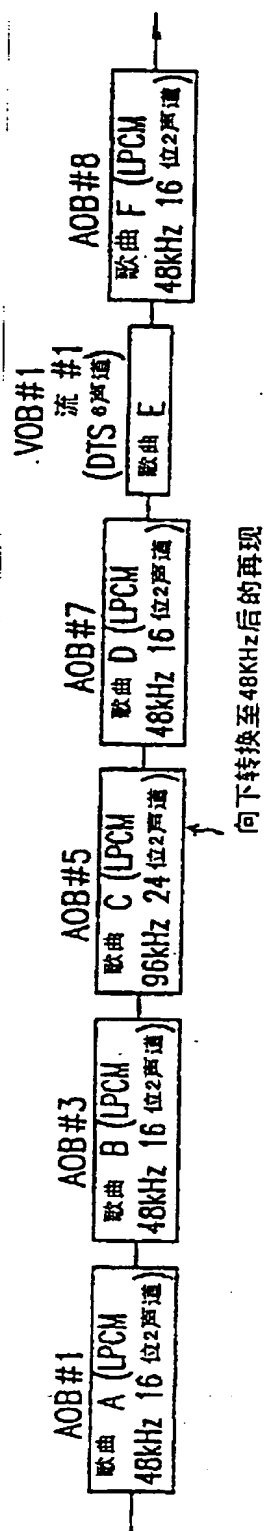 AOB#1
歌曲 A (LPCM
48kHz 16 位2声道)
AOB#3
歌曲 B (LPCM
48kHz 16 位2声道)
AOB#5
歌曲 C (LPCM
96kHz 24 位2声道)
向下转换至48KHz后的再现
AOB#7
歌曲 D (LPCM
48kHz 16 位2声道)
VOB#1
流 #1
(DTS 6声道)
歌曲 E
AOB#8
歌曲 F (LPCM
48kHz 16 位2声道)